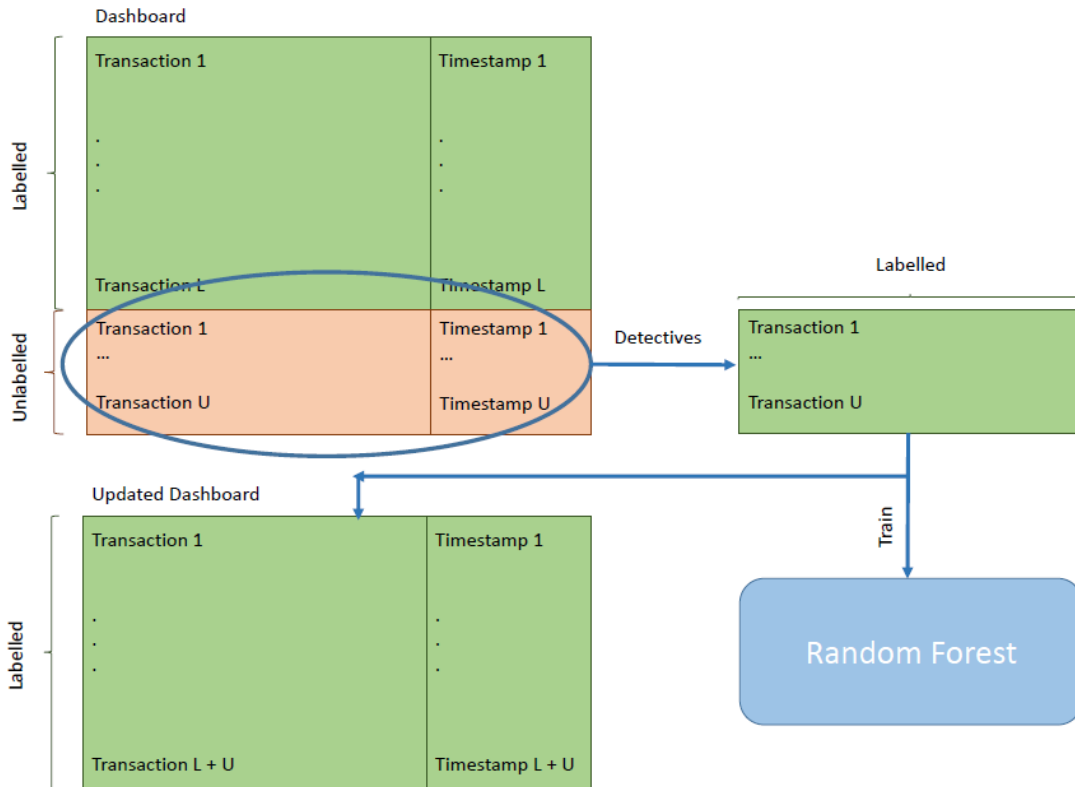 Dashboard
Labelled
Transaction 1
Timestamp 1
.
.
.
.
.
.
Transaction L
Timestamp L
Unlabelled
Transaction 1
Timestamp 1
...
...
Transaction U
Timestamp U
Detectives
Labelled
Transaction 1
...
Transaction U
Train
Random Forest
Updated Dashboard
Labelled
Transaction 1
Timestamp 1
.
.
.
.
.
.
Transaction L + U
Timestamp L + U